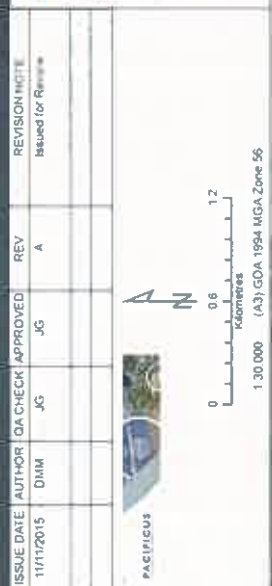 ISSUE DATE AUTHOR QA CHECK APPROVED REV REVISION NOTE
11/11/2015 DMM JG JG A Issued for Review
PACIFICUS
N
0 0.6 1.2
Kilometres
1:30,000 (A3) GDA 1994 MGA Zone 56